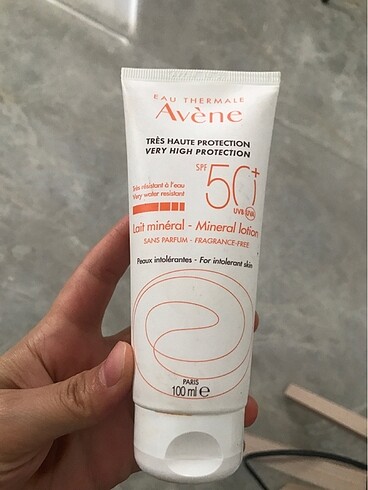 EAU THERMALE
Avène
TRÈS HAUTE PROTECTION
VERY HIGH PROTECTION
SPF 50+
UVB UVA
Très résistant à l'eau
Very water resistant
Lait minéral - Mineral lotion
SANS PARFUM - FRAGRANCE-FREE
Peaux intolérantes - For intolerant skin
PARIS
100 ml e